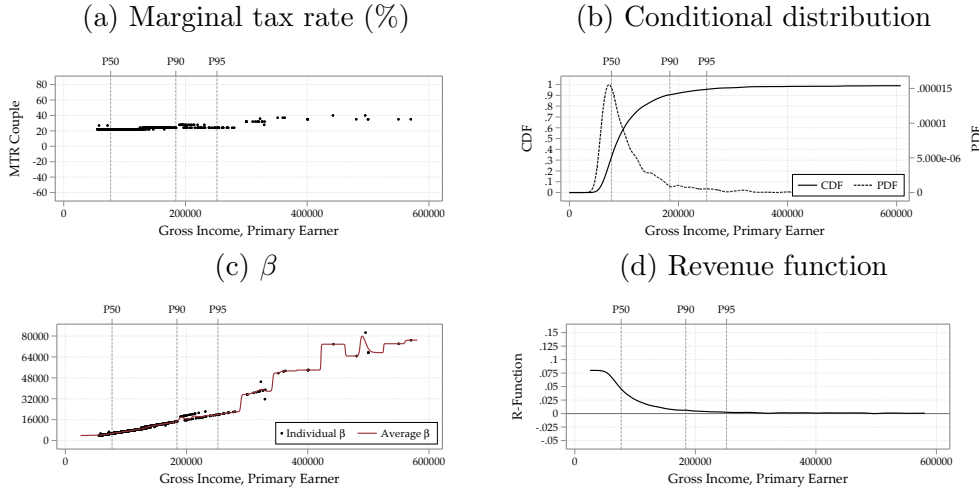 (a) Marginal tax rate (%)
P50 P90 P95
MTR Couple
80
60
40
20
0
-20
-40
-60
0 200000 400000 600000
Gross Income, Primary Earner
(b) Conditional distribution
P50 P90 P95
CDF
1
.9
.8
.7
.6
.5
.4
.3
.2
.1
0
PDF
.000015
.00001
5.000e-06
0
CDF PDF
0 200000 400000 600000
Gross Income, Primary Earner
(c) β
P50 P90 P95
80000
64000
48000
32000
16000
0
Individual β Average β
0 200000 400000 600000
Gross Income, Primary Earner
(d) Revenue function
P50 P90 P95
R-Function
.15
.125
.1
.075
.05
.025
0
-.025
-.05
0 200000 400000 600000
Gross Income, Primary Earner